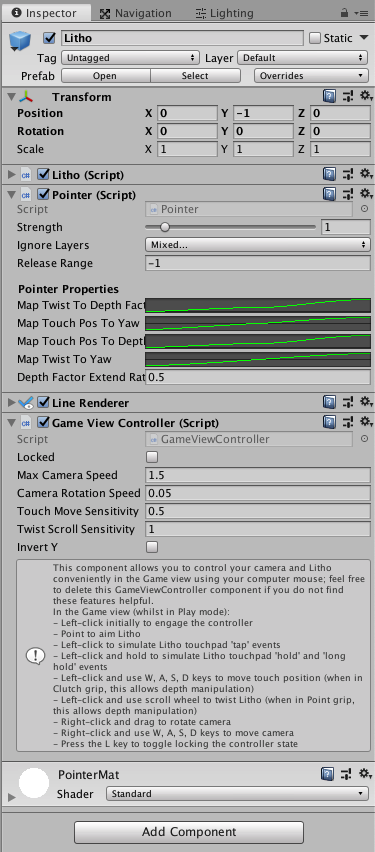 Inspector Navigation Lighting
Litho Static
Tag Untagged Layer Default
Prefab Open Select Overrides
Transform
Position X 0 Y -1 Z 0
Rotation X 0 Y 0 Z 0
Scale X 1 Y 1 Z 1
Litho (Script)
Pointer (Script)
Script Pointer
Strength 1
Ignore Layers Mixed...
Release Range -1
Pointer Properties
Map Twist To Depth Fact
Map Touch Pos To Yaw
Map Touch Pos To Depth
Map Twist To Yaw
Depth Factor Extend Rat 0.5
Line Renderer
Game View Controller (Script)
Script GameViewController
Locked
Max Camera Speed 1.5
Camera Rotation Speed 0.05
Touch Move Sensitivity 0.5
Twist Scroll Sensitivity 1
Invert Y
This component allows you to control your camera and Litho
conveniently in the Game view using your computer mouse; feel free
to delete this GameViewController component if you do not find
these features helpful.
In the Game view (whilst in Play mode):
- Left-click initially to engage the controller
- Point to aim Litho
- Left-click to simulate Litho touchpad 'tap' events
- Left-click and hold to simulate Litho touchpad 'hold' and 'long
hold' events
- Left-click and use W, A, S, D keys to move touch position (when in
Clutch grip, this allows depth manipulation)
- Left-click and use scroll wheel to twist Litho (when in Point grip,
this allows depth manipulation)
- Right-click and drag to rotate camera
- Right-click and use W, A, S, D keys to move camera
- Press the L key to toggle locking the controller state
PointerMat
Shader Standard
Add Component